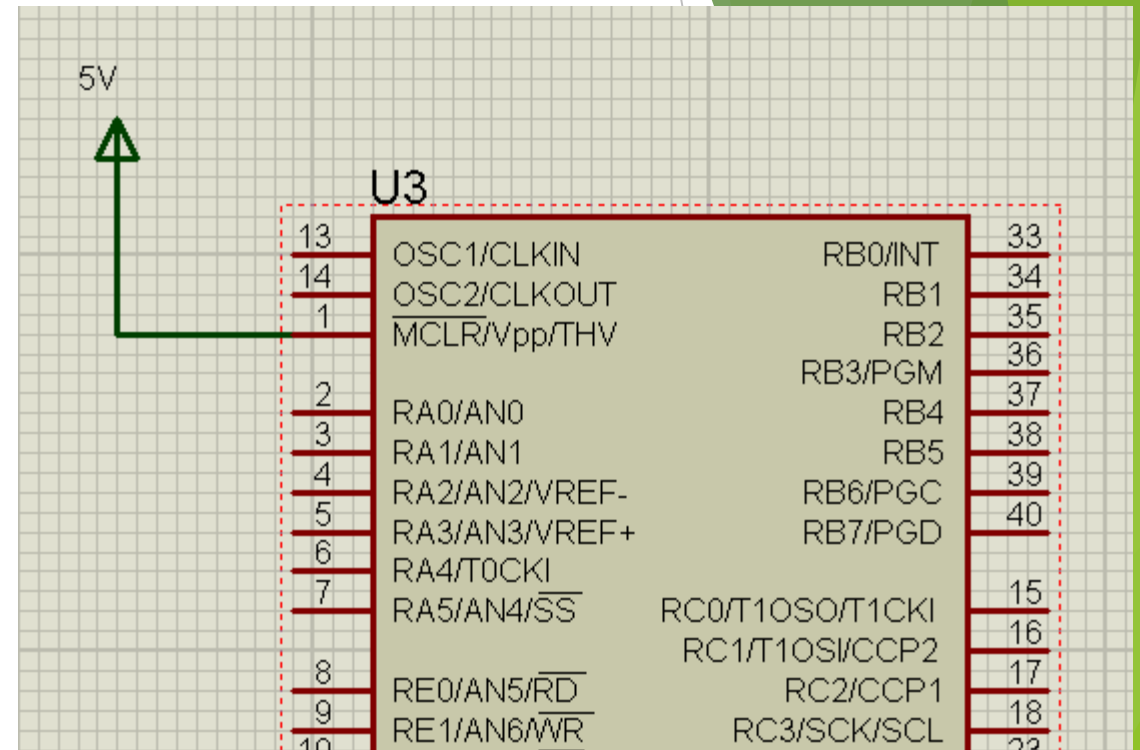 5V
U3
13 OSC1/CLKIN RB0/INT 33
14 OSC2/CLKOUT RB1 34
1 MCLR/Vpp/THV RB2 35
RB3/PGM 36
2 RA0/AN0 RB4 37
3 RA1/AN1 RB5 38
4 RA2/AN2/VREF- RB6/PGC 39
5 RA3/AN3/VREF+ RB7/PGD 40
6 RA4/T0CKI
7 RA5/AN4/SS RC0/T1OSO/T1CKI 15
RC1/T1OSI/CCP2 16
8 RE0/AN5/RD RC2/CCP1 17
9 RE1/AN6/WR RC3/SCK/SCL 18
10 23